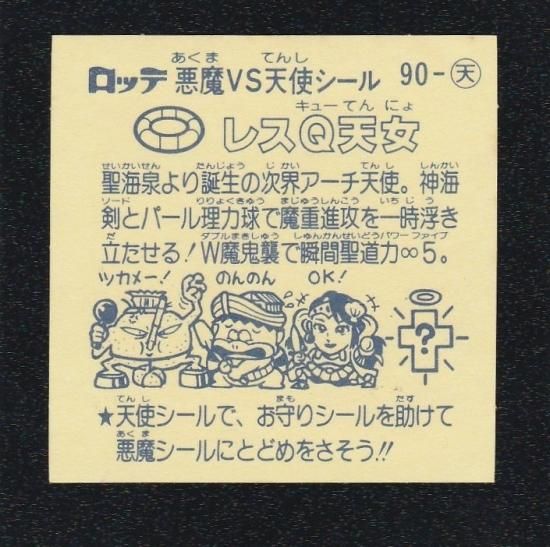 あくま てんし
ロッテ 悪魔VS天使シール 90-天
キュー てん にょ
レスQ天女
せいかいせん たんじょう じ かい てん し しんかい
聖海泉より誕生の次界アーチ天使。神海
ソード りりょくきゅう まじゅうしんこう いち じ う
剣とパール理力球で魔重進攻を一時浮き
だ ダブルまきしゅう しゅんかんせいどうパワー ファイブ
立たせる!W魔鬼襲で瞬間聖道力∞5。
ツカメー! のんのん OK!
?
てん し まも たす
★天使シールで、お守りシールを助けて
あくま
悪魔シールにとどめをさそう!!